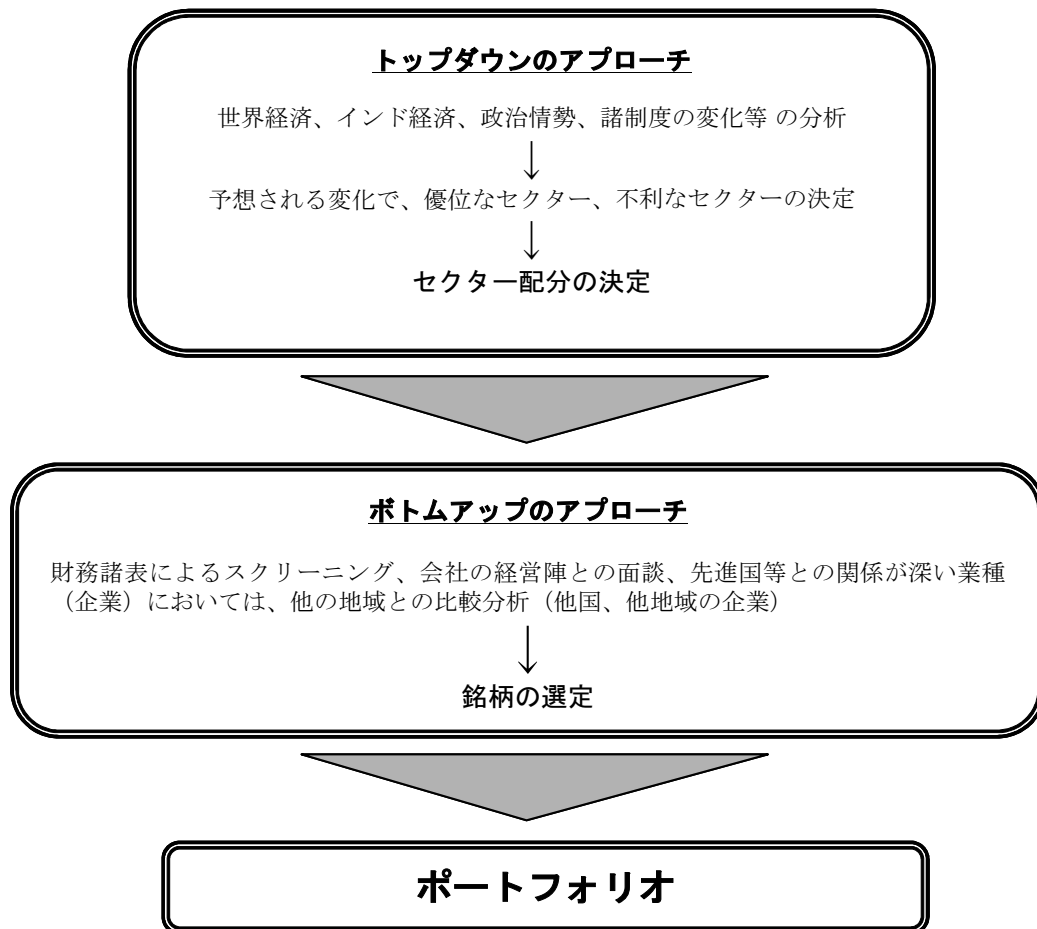 トップダウンのアプローチ
世界経済、インド経済、政治情勢、諸制度の変化等 の分析
↓
予想される変化で、優位なセクター、不利なセクターの決定
↓
セクター配分の決定
ボトムアップのアプローチ
財務諸表によるスクリーニング、会社の経営陣との面談、先進国等との関係が深い業種
（企業）においては、他の地域との比較分析（他国、他地域の企業）
↓
銘柄の選定
ポートフォリオ